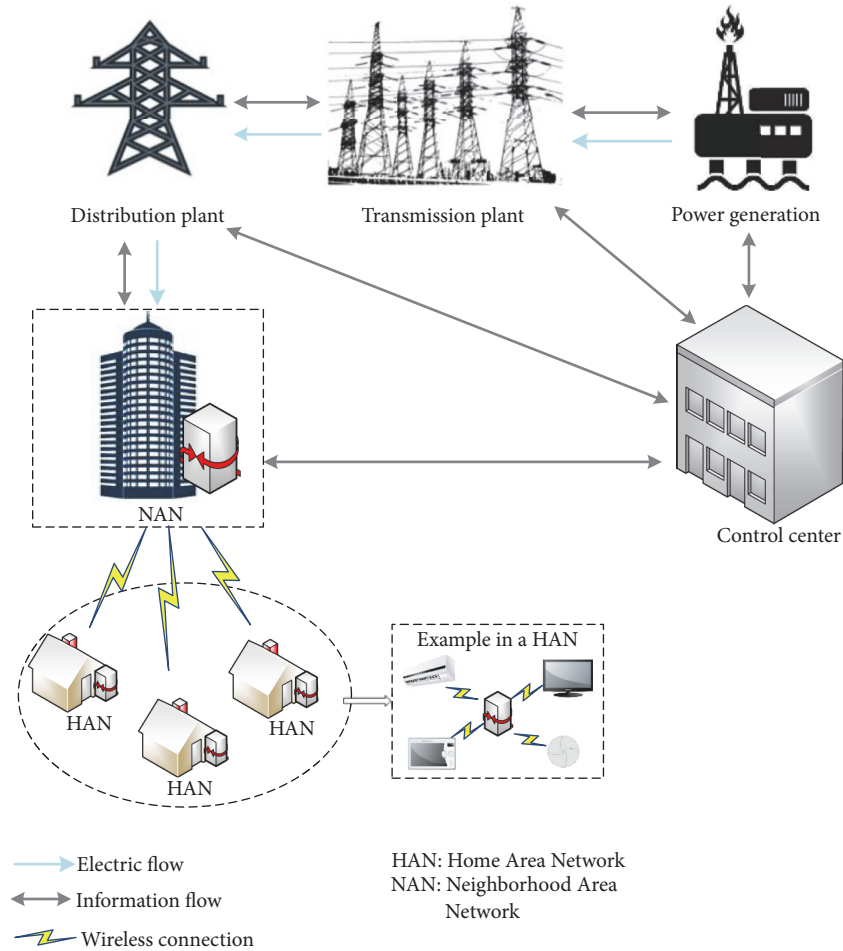 Distribution plant
Transmission plant
Power generation
NAN
Control center
HAN
HAN
HAN
Example in a HAN
Electric flow
Information flow
Wireless connection
HAN: Home Area Network
NAN: Neighborhood Area
Network